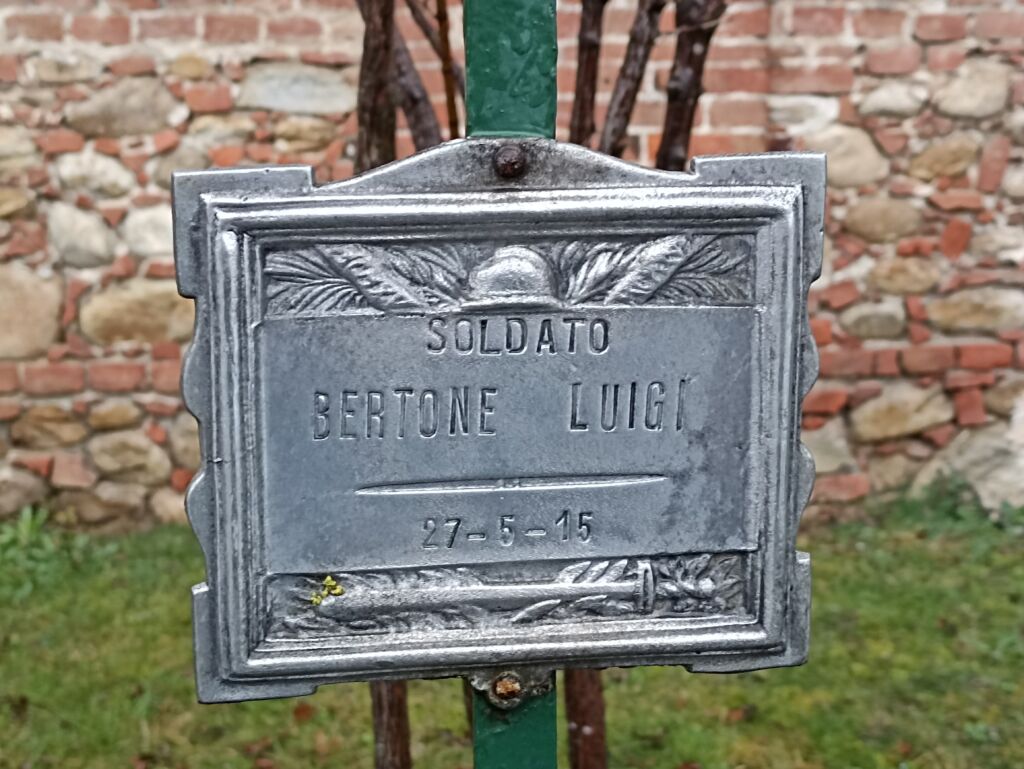 SOLDATO
BERTONE LUIGI
27-5-15